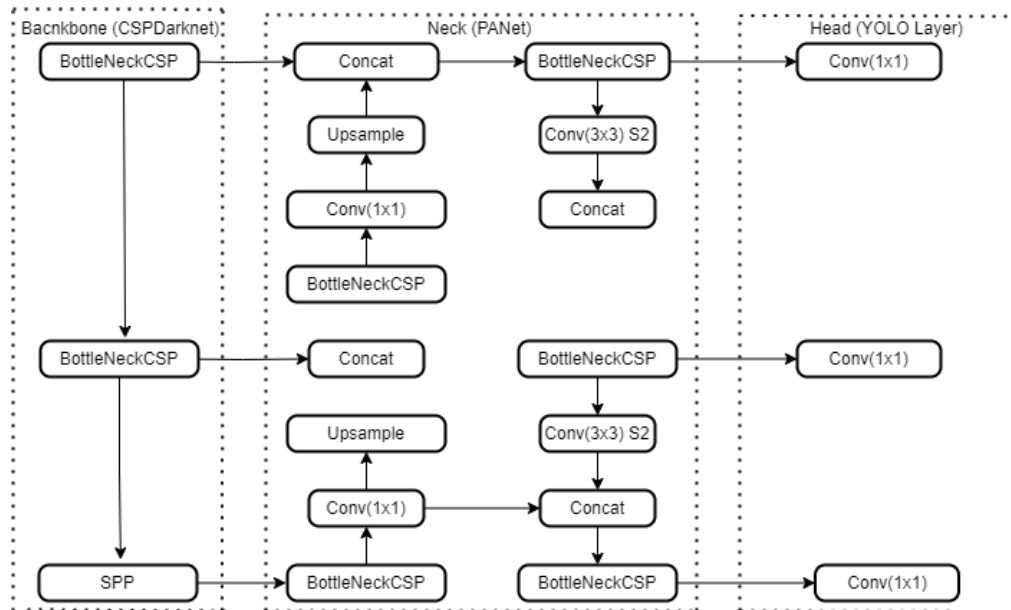 Bacnkbone (CSPDarknet)
Neck (PANet)
Head (YOLO Layer)
BottleNeckCSP
Concat
BottleNeckCSP
Conv(1x1)
Upsample
Conv(3x3) S2
Conv(1x1)
Concat
BottleNeckCSP
BottleNeckCSP
Concat
BottleNeckCSP
Conv(1x1)
Upsample
Conv(3x3) S2
Conv(1x1)
Concat
SPP
BottleNeckCSP
BottleNeckCSP
Conv(1x1)